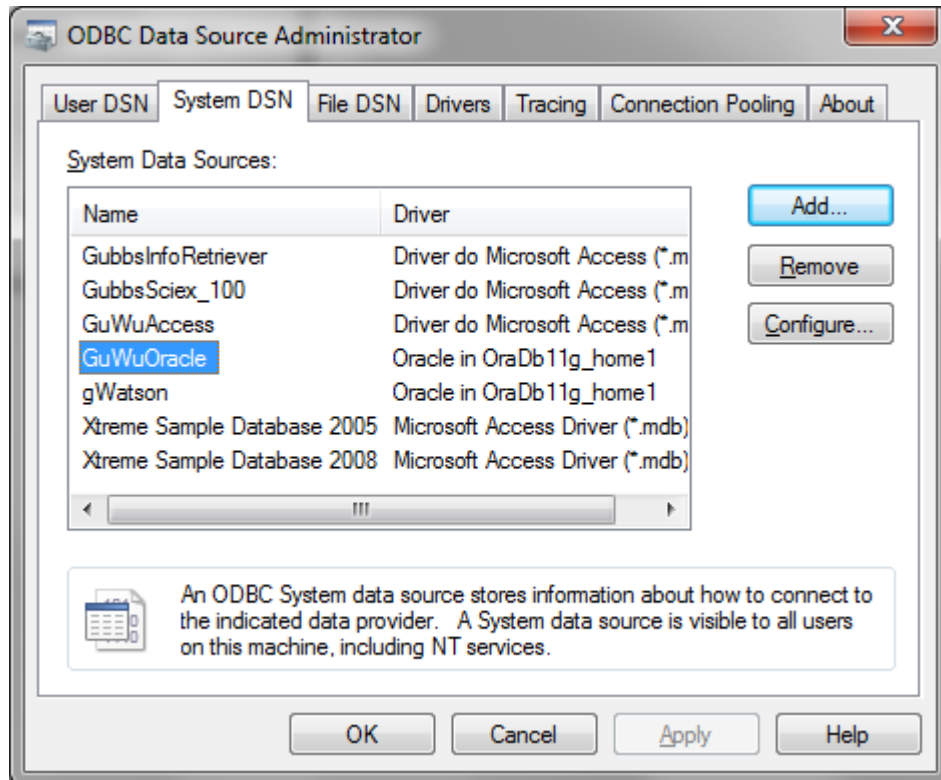 ODBC Data Source Administrator
User DSN System DSN File DSN Drivers Tracing Connection Pooling About
System Data Sources:
Name Driver
GubbsInfoRetriever Driver do Microsoft Access (*.m
GubbsSciex_100 Driver do Microsoft Access (*.m
GuWuAccess Driver do Microsoft Access (*.m
GuWuOracle Oracle in OraDb11g_home1
gWatson Oracle in OraDb11g_home1
Xtreme Sample Database 2005 Microsoft Access Driver (*.mdb)
Xtreme Sample Database 2008 Microsoft Access Driver (*.mdb)
Add...
Remove
Configure...
An ODBC System data source stores information about how to connect to
the indicated data provider. A System data source is visible to all users
on this machine, including NT services.
OK Cancel Apply Help